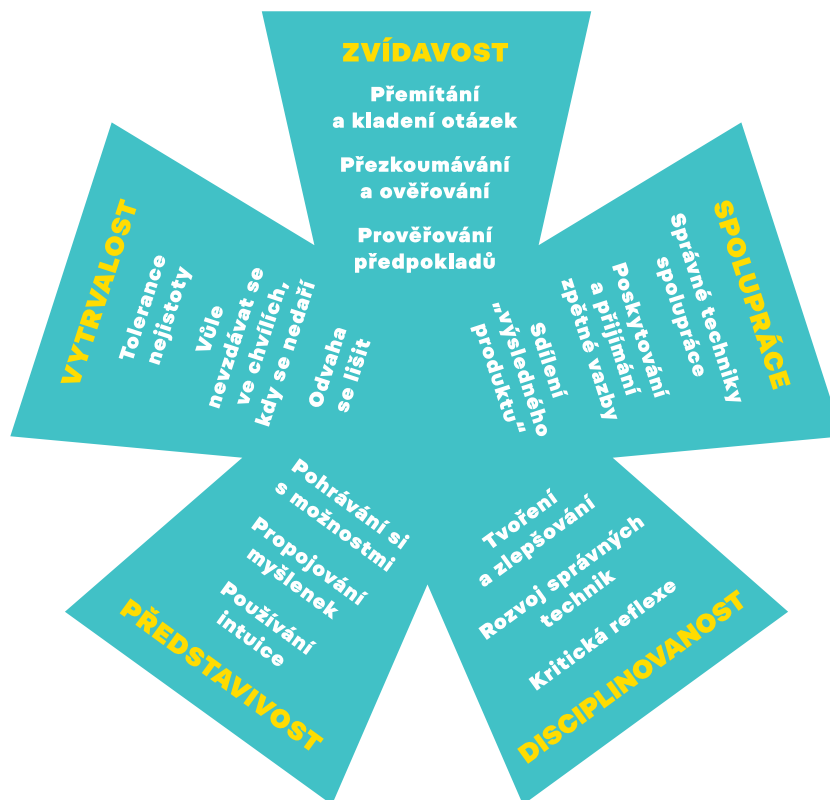 ZVÍDAVOST
Přemítání
a kladení otázek
Přezkoumávání
a ověřování
Prověřování
předpokladů
SPOLUPRÁCE
Správné techniky
spolupráce
Poskytování
a přijímání
zpětné vazby
Sdílení
„výsledného
produktu“
DISCIPLINOVANOST
Tvoření
a zlepšování
Rozvoj správných
technik
Kritická reflexe
PŘEDSTAVIVOST
Pohrávání si
s možnostmi
Propojování
myšlenek
Používání
intuice
VYTRVALOST
Tolerance
nejistoty
Vůle
nevzdávat se
ve chvílích,
kdy se nedaří
Odvaha
se lišit